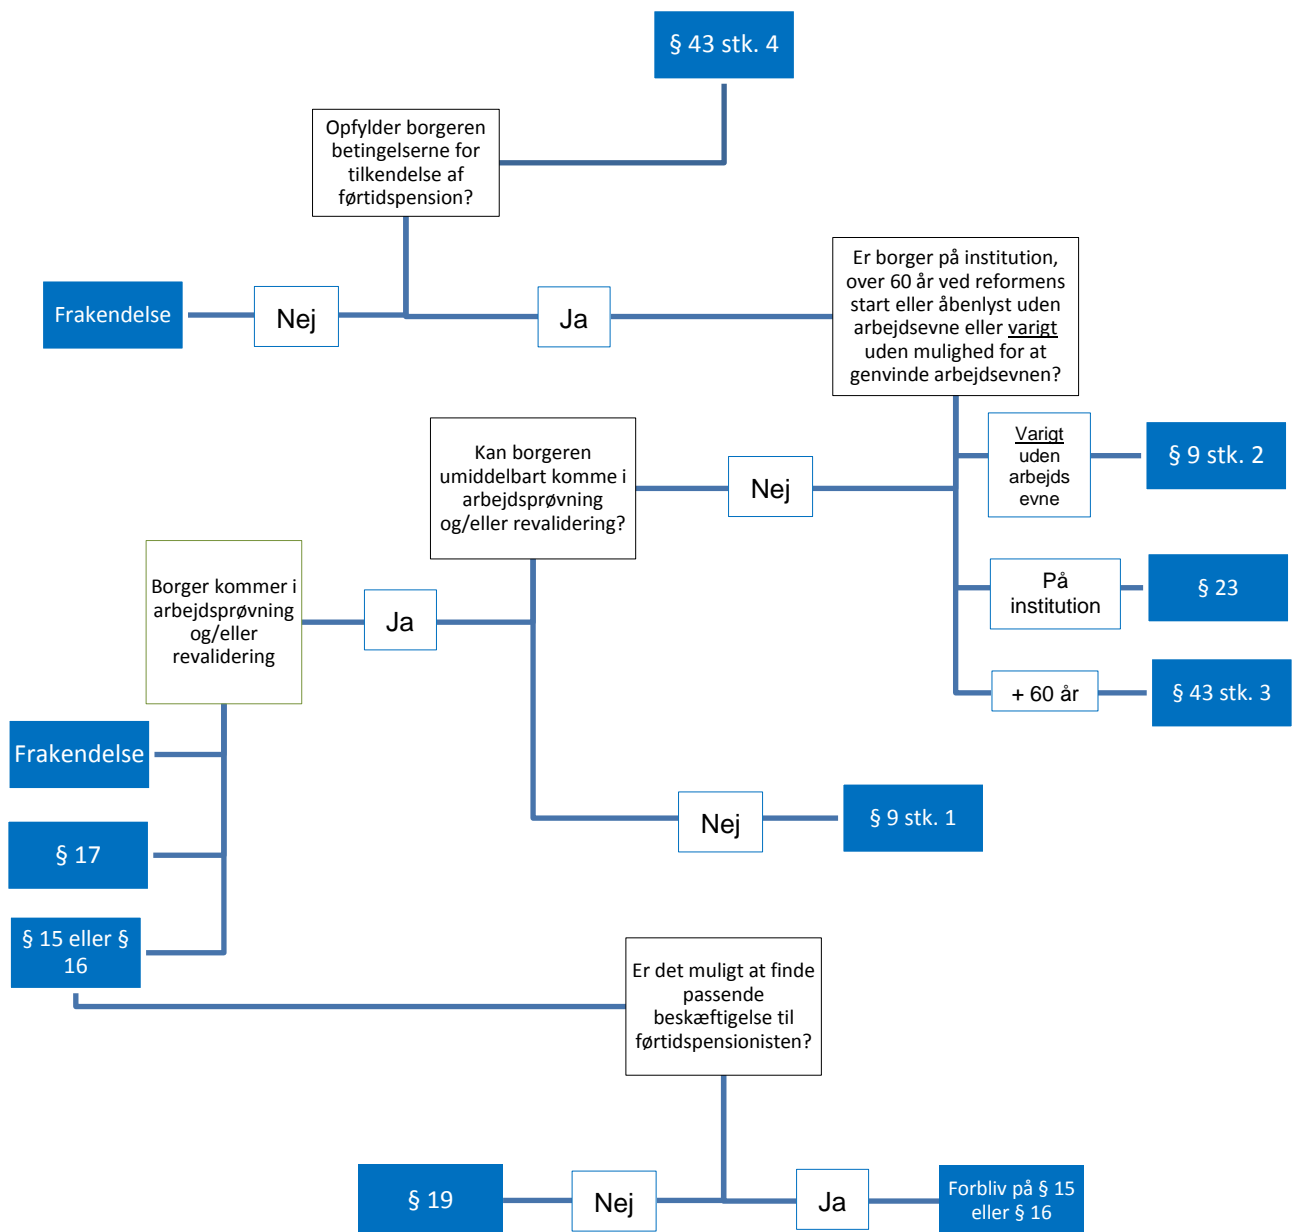 § 43 stk. 4
Opfylder borgeren
betingelserne for
tilkendelse af
førtidspension?
Er borger på institution,
over 60 år ved reformens
start eller åbenlyst uden
arbejdsevne eller varigt
uden mulighed for at
genvinde arbejdsevnen?
Frakendelse
Nej
Ja
Kan borgeren
umiddelbart komme i
arbejdsprøvning
og/eller revalidering?
Nej
Varigt
uden
arbejds
evne
§ 9 stk. 2
Borger kommer i
arbejdsprøvning
og/eller
revalidering
Ja
På
institution
§ 23
+ 60 år
§ 43 stk. 3
Frakendelse
Nej
§ 9 stk. 1
§ 17
§ 15 eller §
16
Er det muligt at finde
passende
beskæftigelse til
førtidspensionisten?
§ 19
Nej
Ja
Forbliv på § 15
eller § 16